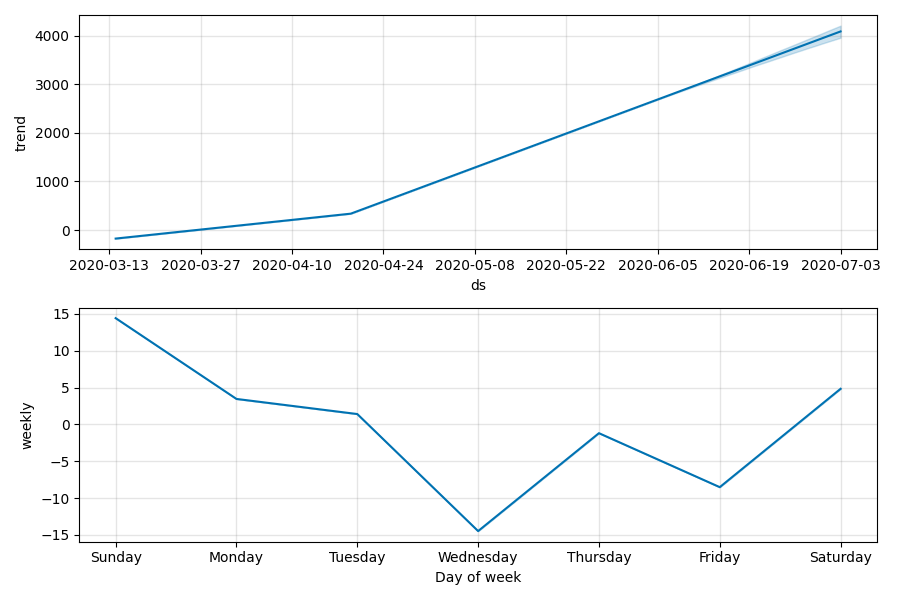 4000
3000
2000
1000
0
trend
2020-03-13 2020-03-27 2020-04-10 2020-04-24 2020-05-08 2020-05-22 2020-06-05 2020-06-19 2020-07-03
ds
15
10
5
0
−5
−10
−15
weekly
Sunday Monday Tuesday Wednesday Thursday Friday Saturday
Day of week